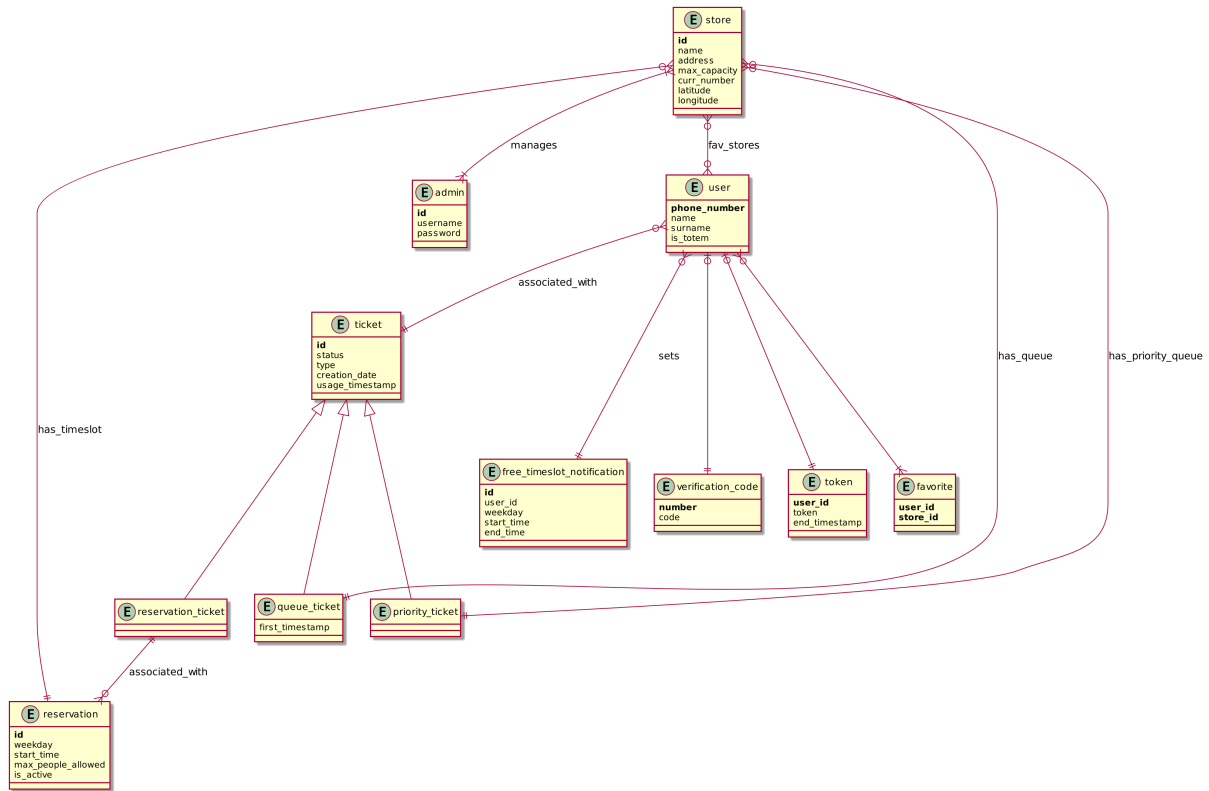 E store
id
name
address
max_capacity
curr_number
latitude
longitude
manages
fav_stores
E admin
id
username
password
E user
phone_number
name
surname
is_totem
associated_with
E ticket
id
status
type
creation_date
usage_timestamp
sets
has_queue
has_priority_queue
has_timeslot
E free_timeslot_notification
id
user_id
weekday
start_time
end_time
E verification_code
number
code
E token
user_id
token
end_timestamp
E favorite
user_id
store_id
E reservation_ticket
E queue_ticket
first_timestamp
E priority_ticket
associated_with
E reservation
id
weekday
start_time
max_people_allowed
is_active